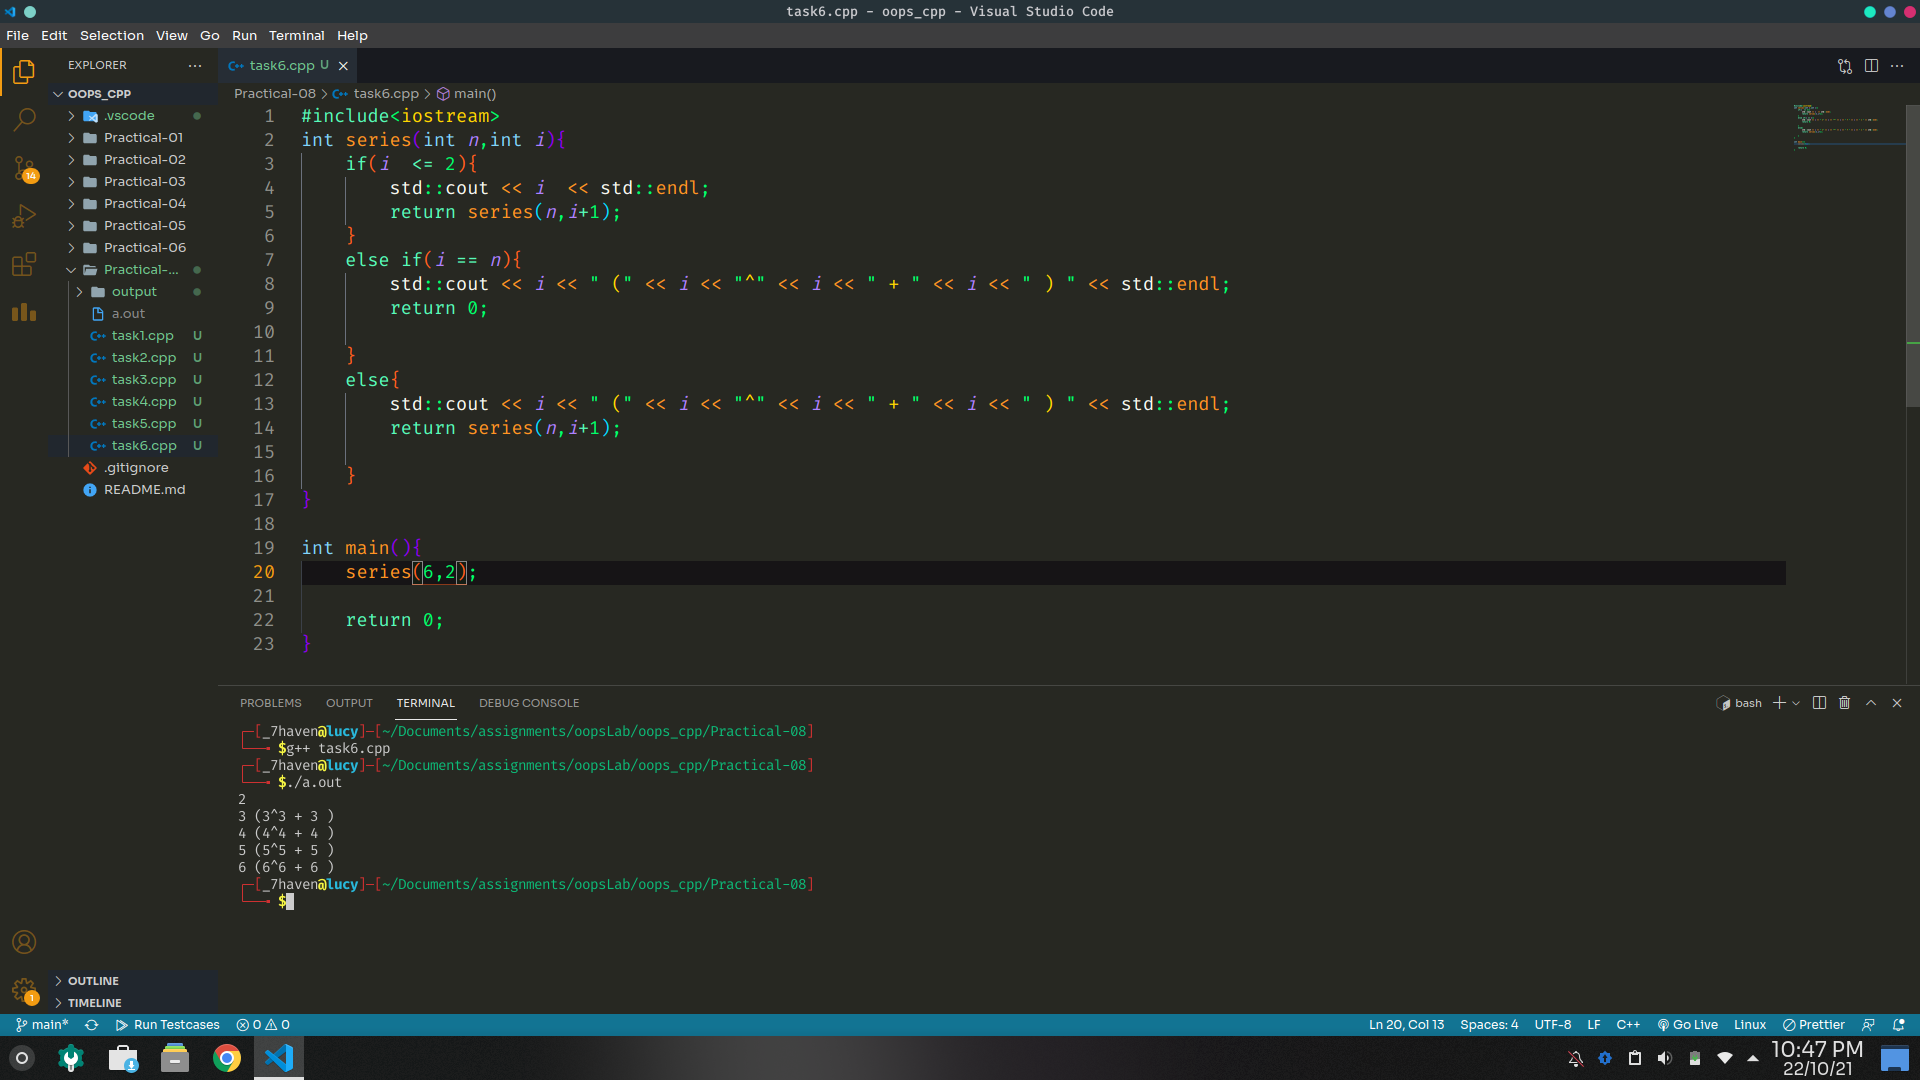 task6.cpp - oops_cpp - Visual Studio Code
File Edit Selection View Go Run Terminal Help
EXPLORER
task6.cpp U
OOPS_CPP
.vscode
Practical-01
Practical-02
Practical-03
Practical-04
Practical-05
Practical-06
Practical-...
output
a.out
task1.cpp U
task2.cpp U
task3.cpp U
task4.cpp U
task5.cpp U
task6.cpp U
.gitignore
README.md
14
1
OUTLINE
TIMELINE
Practical-08 > task6.cpp > main()
1 #include<iostream>
2 int series(int n,int i){
3     if(i  <= 2){
4         std::cout << i  << std::endl;
5         return series(n,i+1);
6     }
7     else if(i == n){
8         std::cout << i << " (" << i << "^" << i << " + " << i << " ) " << std::endl;
9         return 0;
10
11     }
12     else{
13         std::cout << i << " (" << i << "^" << i << " + " << i << " ) " << std::endl;
14         return series(n,i+1);
15
16     }
17 }
18
19 int main(){
20     series(6,2);
21
22     return 0;
23 }
PROBLEMS OUTPUT TERMINAL DEBUG CONSOLE
bash
[_7haven@lucy]-[~/Documents/assignments/oopsLab/oops_cpp/Practical-08]
$g++ task6.cpp
[_7haven@lucy]-[~/Documents/assignments/oopsLab/oops_cpp/Practical-08]
$./a.out
2
3 (3^3 + 3 )
4 (4^4 + 4 )
5 (5^5 + 5 )
6 (6^6 + 6 )
[_7haven@lucy]-[~/Documents/assignments/oopsLab/oops_cpp/Practical-08]
$
main* Run Testcases 0 0 Ln 20, Col 13 Spaces: 4 UTF-8 LF C++ Go Live Linux Prettier
10:47 PM
22/10/21